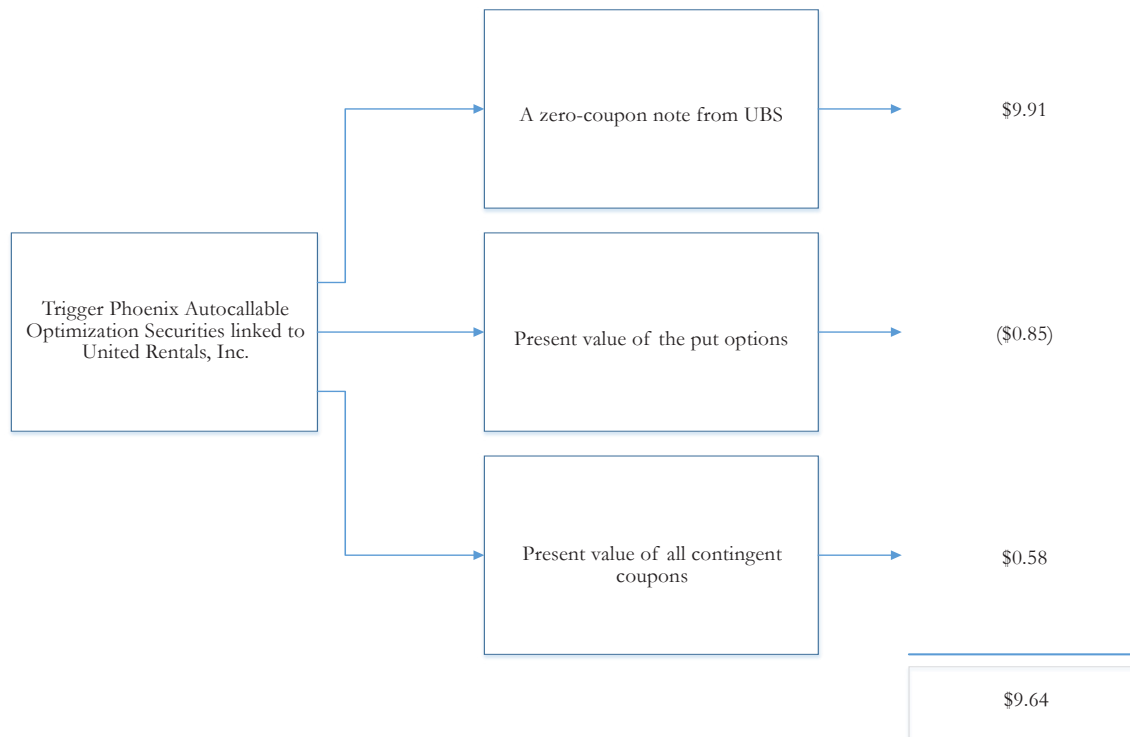 A zero-coupon note from UBS
$9.91
Trigger Phoenix Autocallable
Optimization Securities linked to
United Rentals, Inc.
Present value of the put options
($0.85)
Present value of all contingent
coupons
$0.58
$9.64